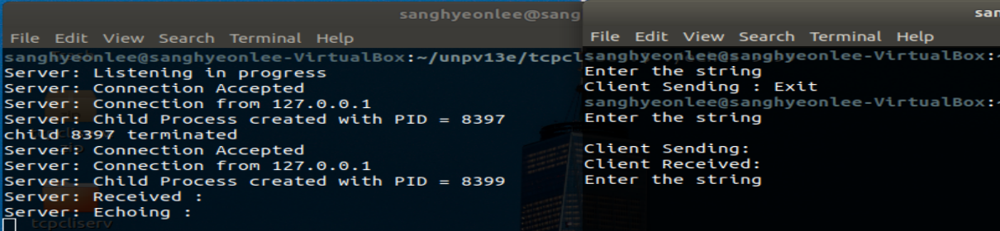 sanghyeonlee@sang
File Edit View Search Terminal Help
sanghyeonlee@sanghyeonlee-VirtualBox:~/unpv13e/tcpcl
Server: Listening in progress
Server: Connection Accepted
Server: Connection from 127.0.0.1
Server: Child Process created with PID = 8397
child 8397 terminated
Server: Connection Accepted
Server: Connection from 127.0.0.1
Server: Child Process created with PID = 8399
Server: Received :
Server: Echoing :
tcpcliserv
san
File Edit View Search Terminal Help
sanghyeonlee@sanghyeonlee-VirtualBox:~
Enter the string
Client Sending : Exit
sanghyeonlee@sanghyeonlee-VirtualBox:~
Enter the string
Client Sending:
Client Received:
Enter the string